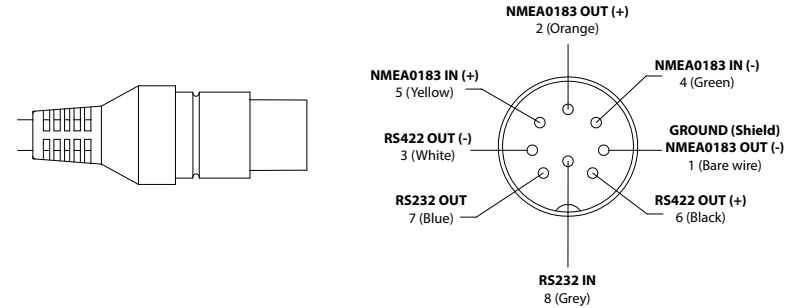 NMEA0183 OUT (+)
2 (Orange)
NMEA0183 IN (-)
4 (Green)
NMEA0183 IN (+)
5 (Yellow)
GROUND (Shield)
NMEA0183 OUT (-)
1 (Bare wire)
RS422 OUT (-)
3 (White)
RS232 OUT
7 (Blue)
RS422 OUT (+)
6 (Black)
RS232 IN
8 (Grey)